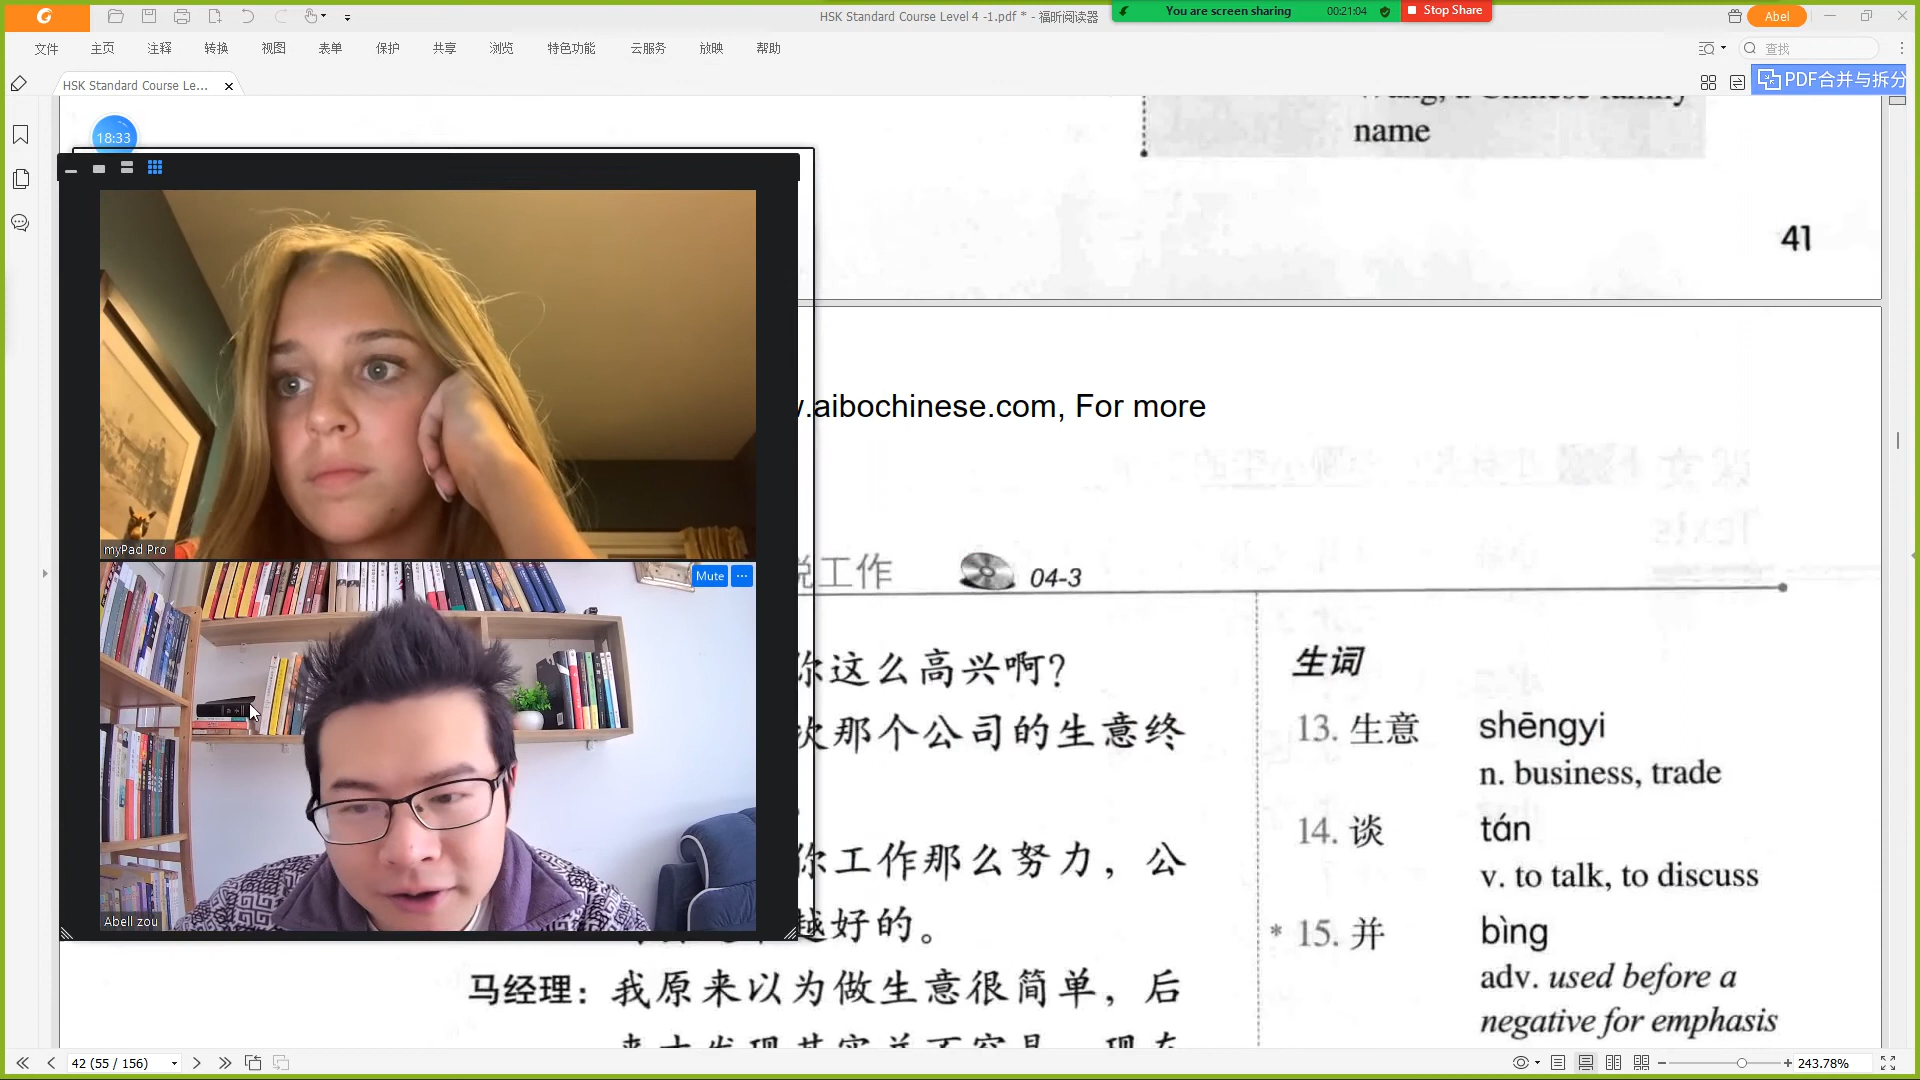 HSK Standard Course Level 4 -1.pdf * - 福昕阅读器
You are screen sharing
00:21:04
Stop Share
Abel
文件
主页
注释
转换
视图
表单
保护
共享
浏览
特色功能
云服务
放映
帮助
查找
HSK Standard Course Le...
PDF合并与拆分
18:33
name
41
.aibochinese.com, For more
myPad Pro
Mute
Abell zou
工作
04-3
你这么高兴啊?
次那个公司的生意终
你工作那么努力，公
越好的。
马经理：我原来以为做生意很简单，后
生词
13. 生意 shēngyi
n. business, trade
14. 谈 tán
v. to talk, to discuss
* 15. 并 bìng
adv. used before a
negative for emphasis
42 (55 / 156)
243.78%